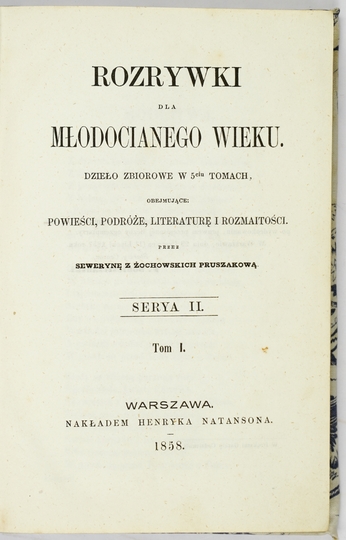 ROZRYWKI
DLA
MŁODOCIANEGO WIEKU.
DZIEŁO ZBIOROWE W 5ciu TOMACH,
OBEJMUJĄCE:
POWIEŚCI, PODRÓŻE, LITERATURĘ I ROZMAITOŚCI.
PRZEZ
SEWERYNĘ Z ŻOCHOWSKICH PRUSZAKOWĄ.
SERYA II.
Tom I.
WARSZAWA.
NAKŁADEM HENRYKA NATANSONA.
1858.